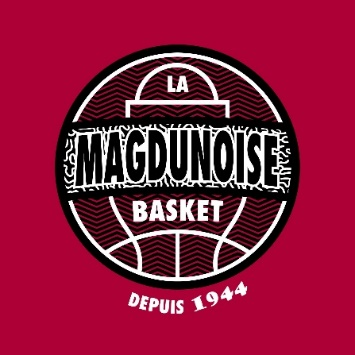 LA
MAGDUNOISE
BASKET
DEPUIS 1944